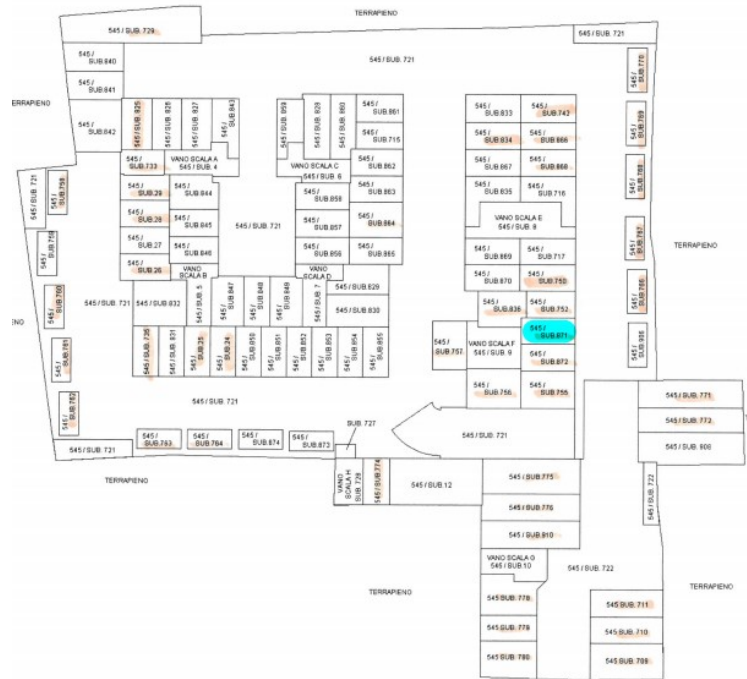 TERRAPIENO
545 / SUB. 729
545 / SUB. 721
545 / SUB. 721
545 / SUB.840
545 / SUB.841
545 / SUB.842
TERRAPIENO
545 / SUB. 770
545 / SUB. 769
545 / SUB. 768
545 / SUB. 767
545 / SUB. 766
TERRAPIENO
545 / SUB.825
545 / SUB.826
545 / SUB.827
545 / SUB.843
545 / SUB.859
545 / SUB.828
545 / SUB.860
545 / SUB.861
545 / SUB.715
545 / SUB.833
545 / SUB.742
545 / SUB.834
545 / SUB.866
545 / SUB.867
545 / SUB.868
545 / SUB.835
545 / SUB.716
545 / SUB.733
VANO SCALA A
545 / SUB. 4
VANO SCALA C
545 / SUB. 6
545 / SUB.862
545 / SUB.863
545 / SUB.29
545 / SUB.844
545 / SUB.28
545 / SUB.845
545 / SUB.27
545 / SUB.846
545 / SUB.26
VANO
SCALA B
545 / SUB. 5
545 / SUB. 721
545 / SUB.858
545 / SUB.857
545 / SUB.864
545 / SUB.856
545 / SUB.865
VANO
SCALA D
545 / SUB. 7
VANO SCALA E
545 / SUB. 8
545 / SUB.869
545 / SUB.717
545 / SUB.870
545 / SUB.750
545 / SUB.836
545 / SUB.752
545 / SUB.871
545 / SUB.757
VANO SCALA F
545 / SUB. 9
545 / SUB.872
545 / SUB.756
545 / SUB.755
545 / SUB. 721
545 / SUB.758
545 / SUB.759
545 / SUB.760
545 / SUB.761
545 / SUB.762
545 / SUB. 721
545 / SUB.832
545 / SUB.847
545 / SUB.848
545 / SUB.849
545 / SUB.829
545 / SUB.830
545 / SUB.735
545 / SUB.831
545 / SUB.25
545 / SUB.24
545 / SUB.850
545 / SUB.851
545 / SUB.852
545 / SUB.853
545 / SUB.854
545 / SUB.855
545 / SUB. 721
545 / SUB. 721
545 / SUB.763
545 / SUB.764
545 / SUB.874
545 / SUB.873
SUB. 727
545 / SUB. 721
545 / SUB. 771
545 / SUB. 772
545 / SUB. 808
TERRAPIENO
VANO
SCALA H
SUB. 728
545 / SUB.774
545 / SUB.12
545 / SUB.775
545 / SUB.776
545 / SUB.810
545 / SUB. 722
VANO SCALA G
545 / SUB.10
545 / SUB. 722
TERRAPIENO
TERRAPIENO
545 SUB. 778
545 SUB. 779
545 SUB. 780
545 SUB. 711
545 SUB. 710
545 SUB. 709